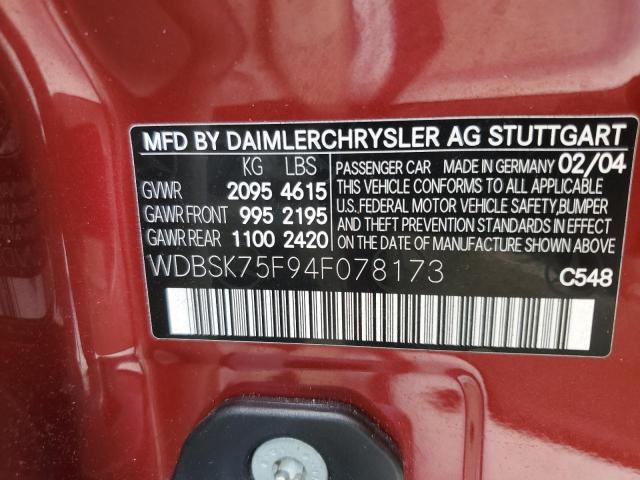 MFD BY DAIMLERCHRYSLER AG STUTTGART
KG LBS
GVWR 2095 4615
GAWR FRONT 995 2195
GAWR REAR 1100 2420
PASSENGER CAR MADE IN GERMANY 02/04
THIS VEHICLE CONFORMS TO ALL APPLICABLE
U.S. FEDERAL MOTOR VEHICLE SAFETY,BUMPER
AND THEFT PREVENTION STANDARDS IN EFFECT
ON THE DATE OF MANUFACTURE SHOWN ABOVE.
WDBSK75F94F078173
C548